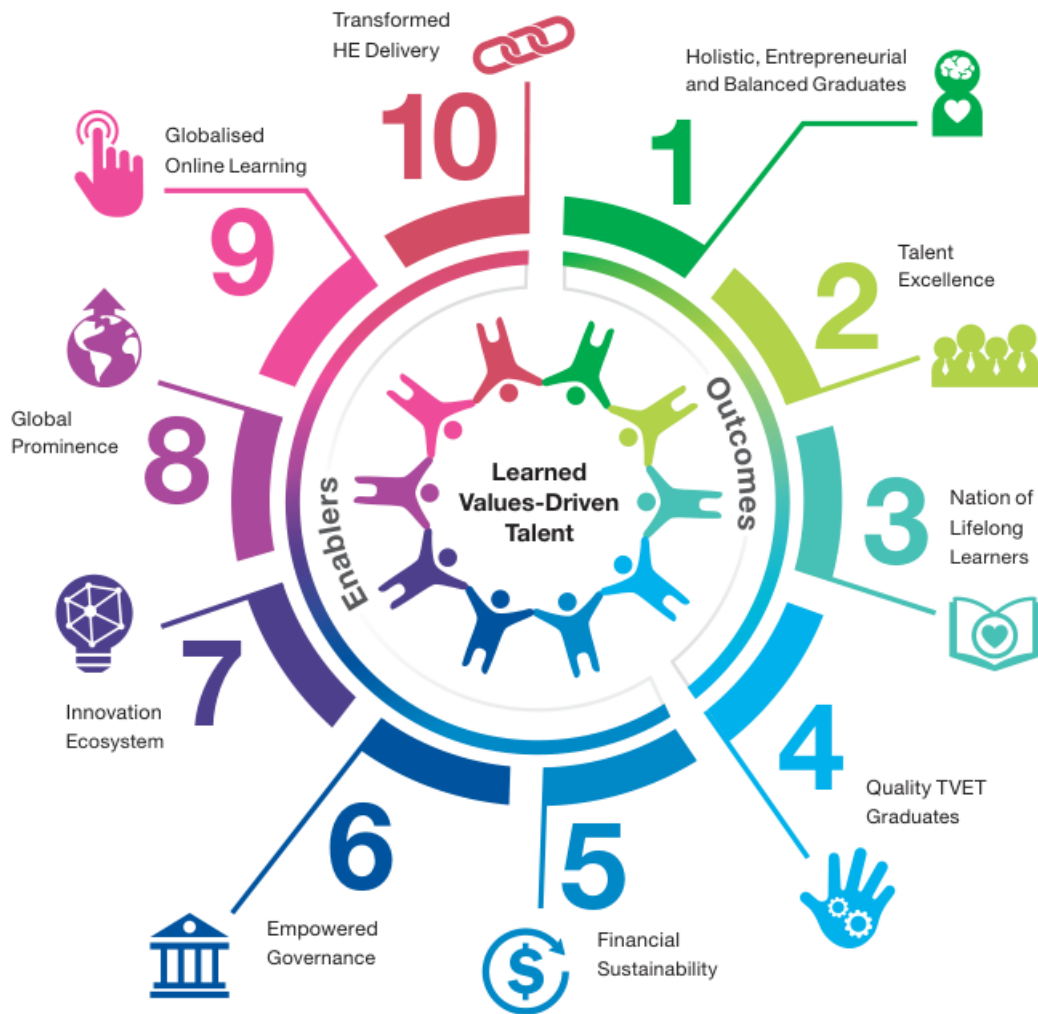 Transformed
HE Delivery
10
Holistic, Entrepreneurial
and Balanced Graduates
1
Talent
Excellence
2
Nation of
Lifelong
Learners
3
Quality TVET
Graduates
4
Financial
Sustainability
5
Empowered
Governance
6
Innovation
Ecosystem
7
Global
Prominence
8
Globalised
Online Learning
9
Outcomes
Enablers
Learned
Values-Driven
Talent
$